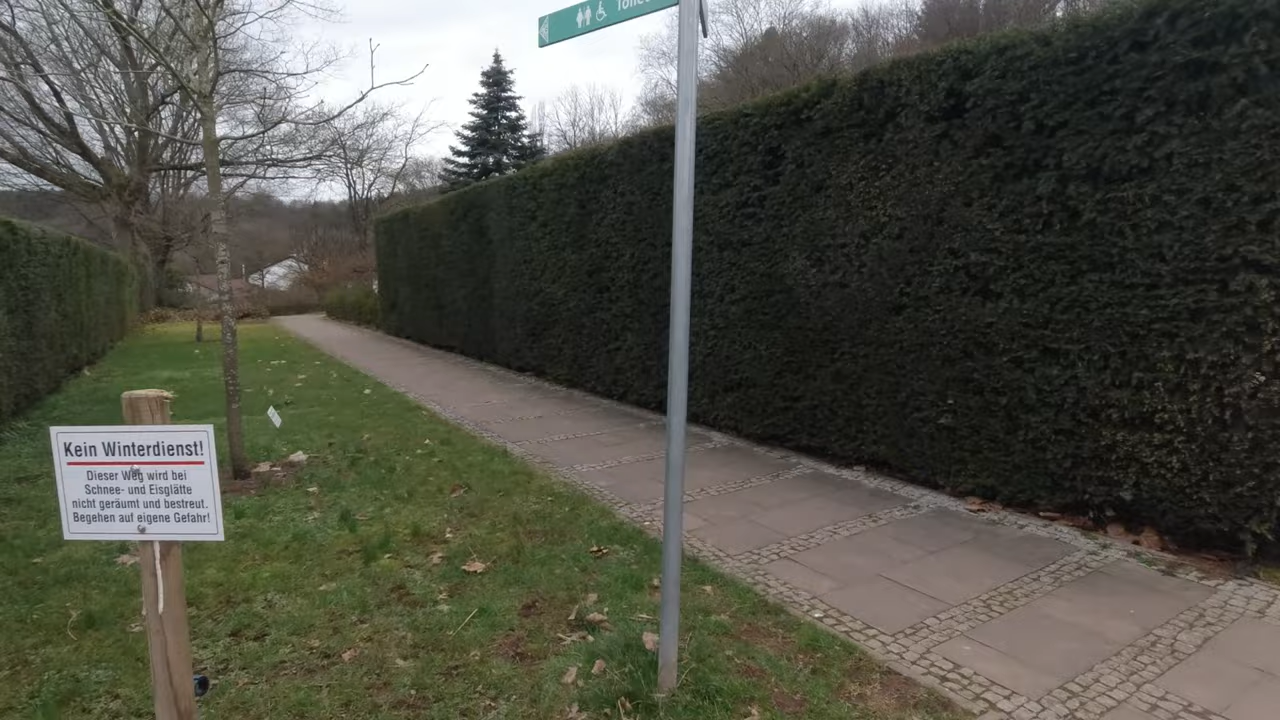 Kein Winterdienst!
Dieser Weg wird bei
Schnee- und Eisglätte
nicht geräumt und bestreut.
Begehen auf eigene Gefahr!